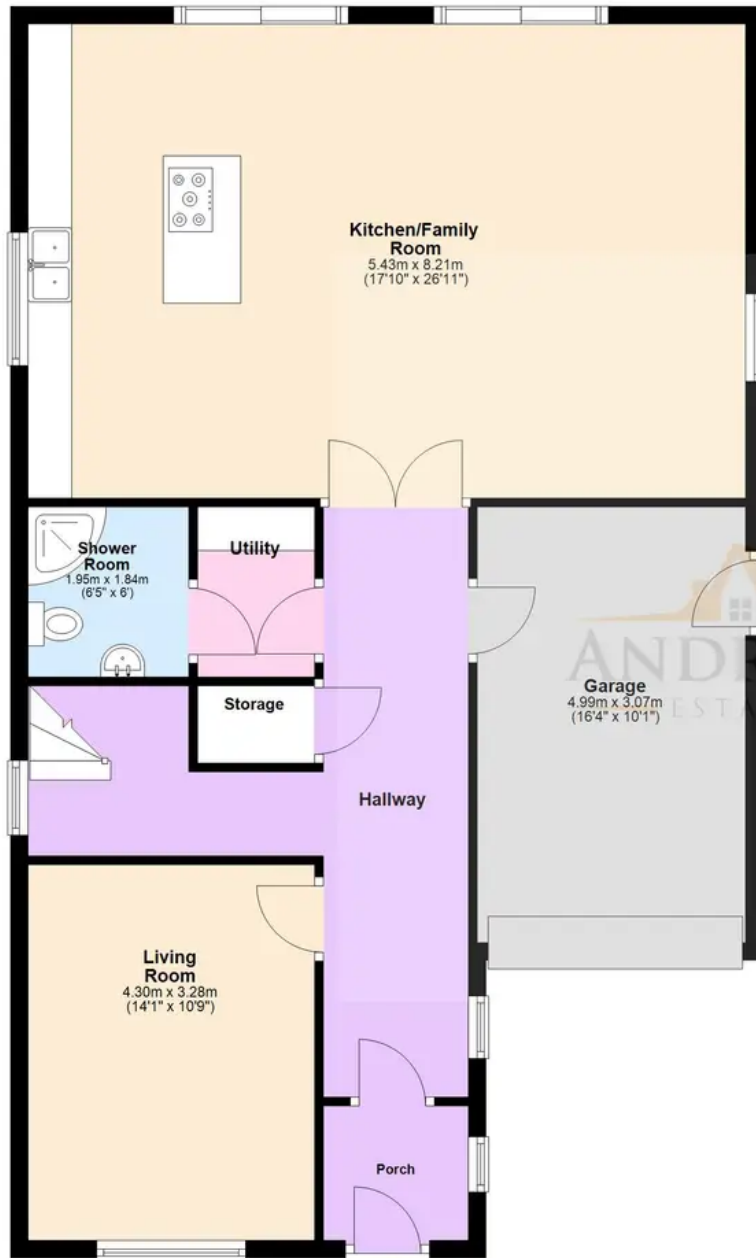 Kitchen/Family
Room
5.43m x 8.21m
(17'10" x 26'11")
Shower
Room
1.95m x 1.84m
(6'5" x 6')
Utility
Storage
Garage
4.99m x 3.07m
(16'4" x 10'1")
ANDE
ESTA
Hallway
Living
Room
4.30m x 3.28m
(14'1" x 10'9")
Porch